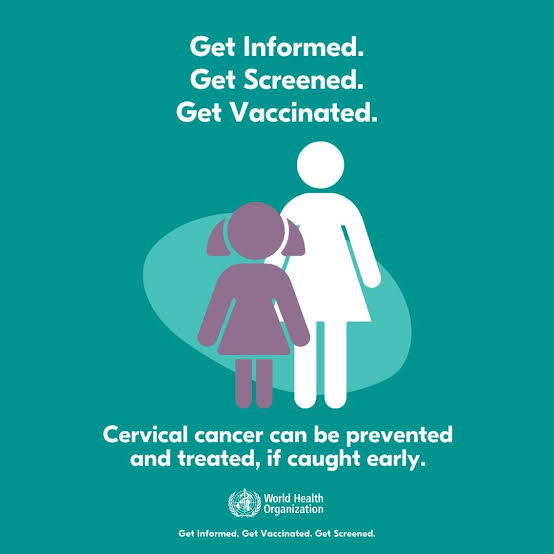 Get Informed.
Get Screened.
Get Vaccinated.
Cervical cancer can be prevented
and treated, if caught early.
World Health
Organization
Get Informed. Get Vaccinated. Get Screened.